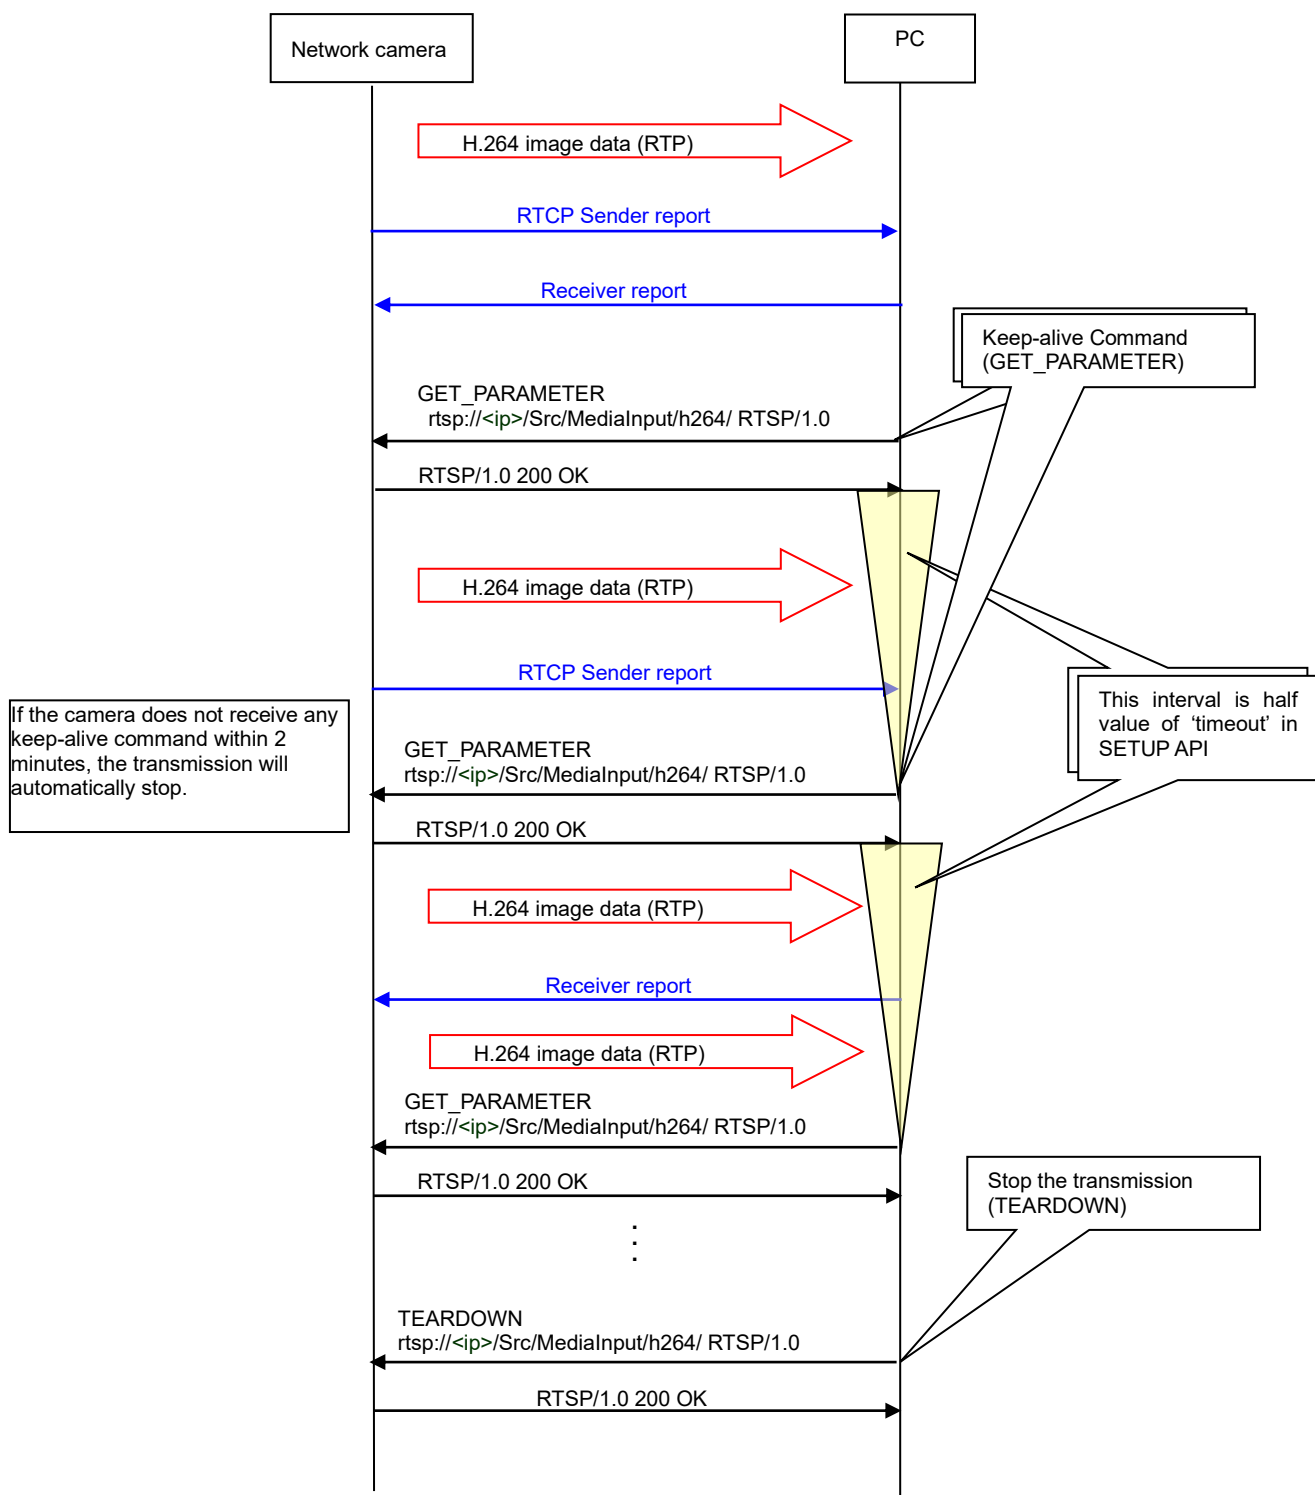 Network camera
PC
H.264 image data (RTP)
RTCP Sender report
Receiver report
Keep-alive Command
(GET_PARAMETER)
GET_PARAMETER
rtsp://<ip>/Src/MediaInput/h264/ RTSP/1.0
RTSP/1.0 200 OK
H.264 image data (RTP)
RTCP Sender report
This interval is half
value of ‘timeout’ in
SETUP API
If the camera does not receive any
keep-alive command within 2
minutes, the transmission will
automatically stop.
GET_PARAMETER
rtsp://<ip>/Src/MediaInput/h264/ RTSP/1.0
RTSP/1.0 200 OK
H.264 image data (RTP)
Receiver report
H.264 image data (RTP)
GET_PARAMETER
rtsp://<ip>/Src/MediaInput/h264/ RTSP/1.0
RTSP/1.0 200 OK
Stop the transmission
(TEARDOWN)
TEARDOWN
rtsp://<ip>/Src/MediaInput/h264/ RTSP/1.0
RTSP/1.0 200 OK